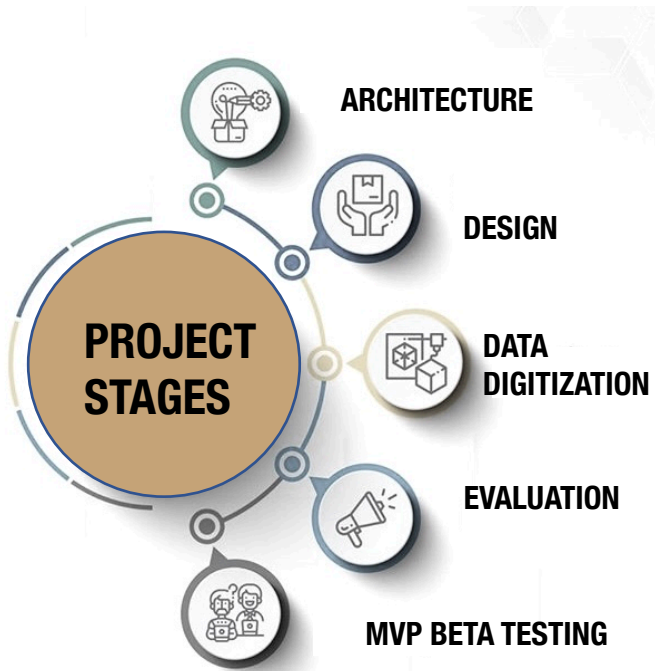 ARCHITECTURE
DESIGN
PROJECT
STAGES
DATA
DIGITIZATION
EVALUATION
MVP BETA TESTING